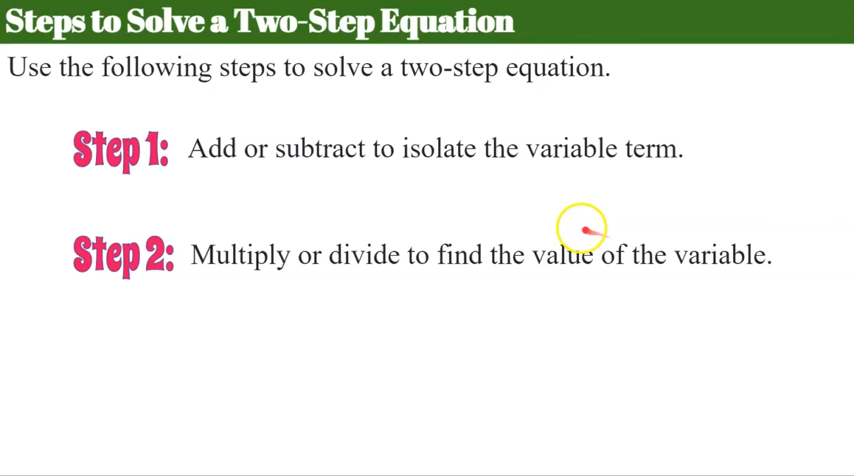 Steps to Solve a Two-Step Equation
Use the following steps to solve a two-step equation.
Step 1: Add or subtract to isolate the variable term.
Step 2: Multiply or divide to find the value of the variable.